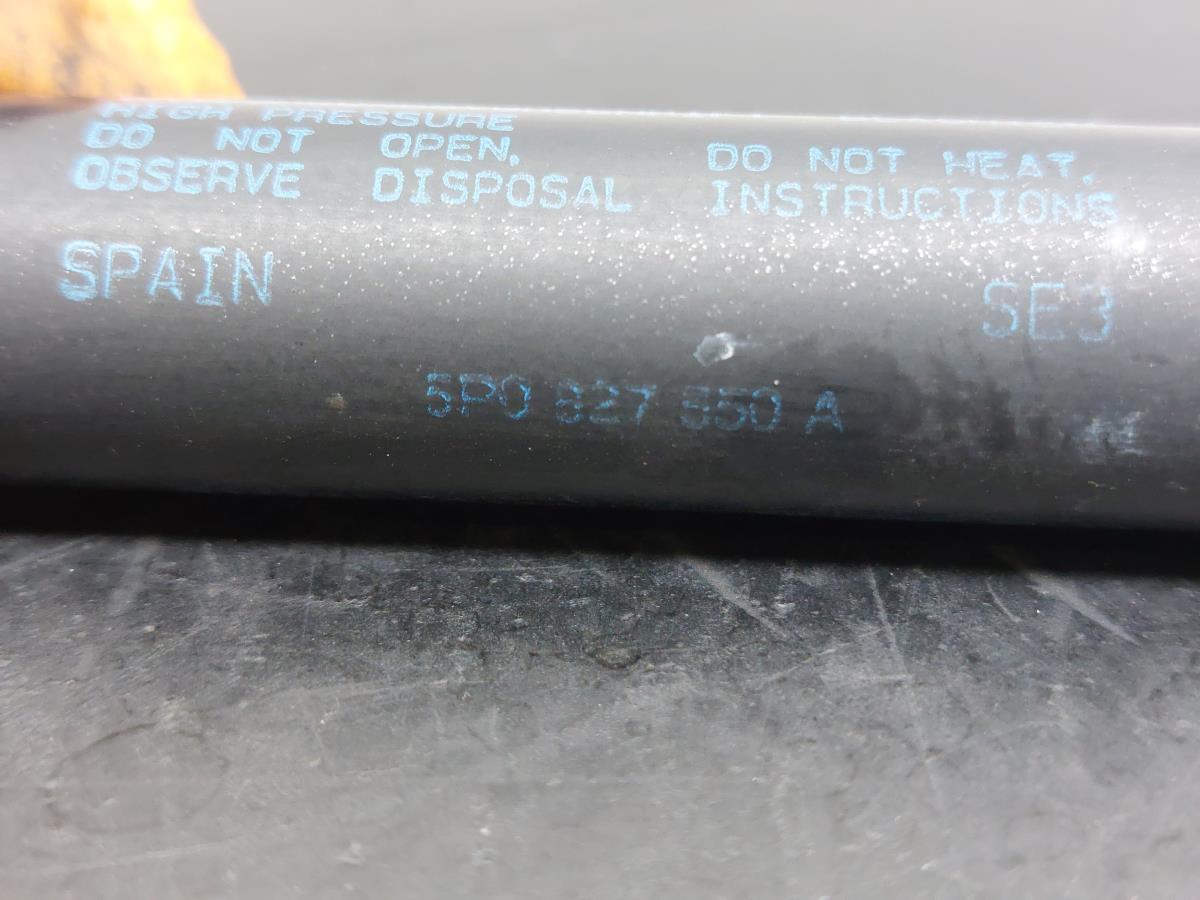 HIGH PRESSURE
DO NOT OPEN. DO NOT HEAT.
OBSERVE DISPOSAL INSTRUCTIONS
SPAIN SE3
5P0 827 550 A